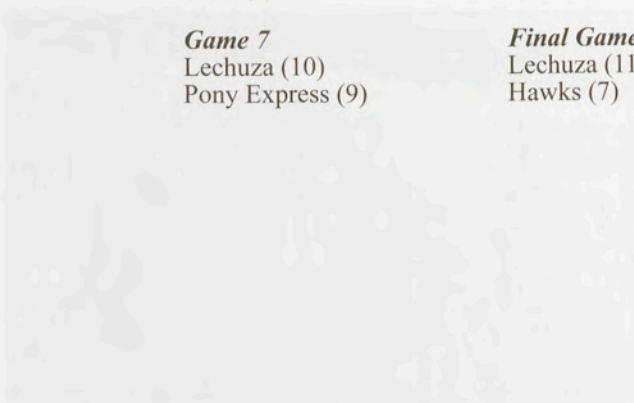 Game 7
Lechuza (10)
Pony Express (9)
Final Game
Lechuza (11
Hawks (7)